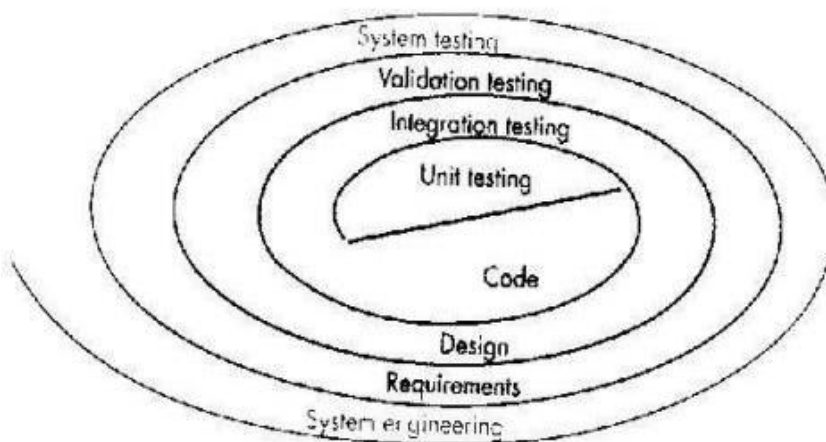 System testing
Validation testing
Integration testing
Unit testing
Code
Design
Requirements
System engineering